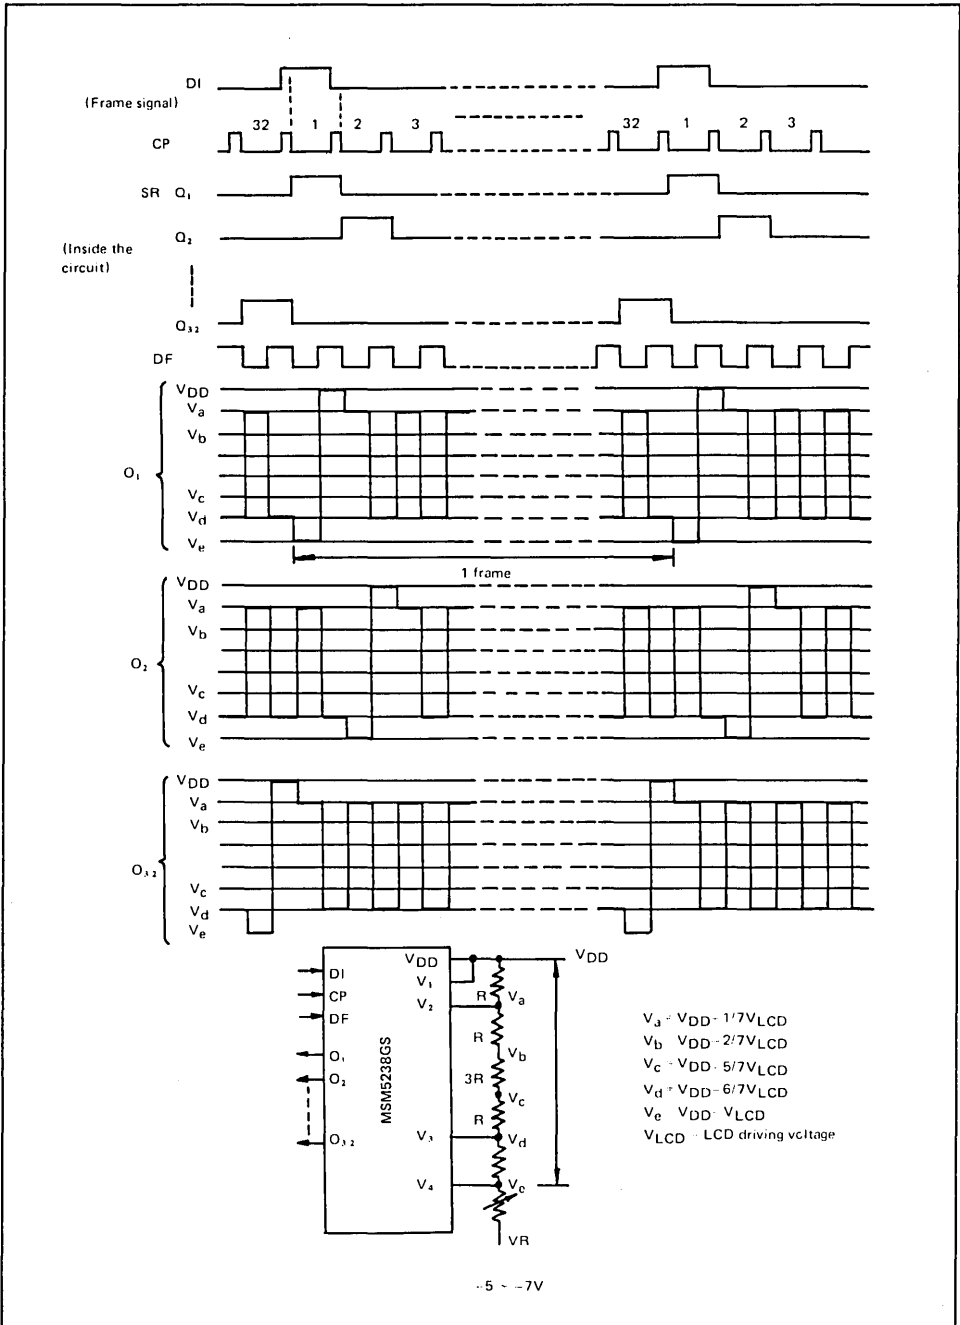 DI
(Frame signal)
32 1 2 3 32 1 2 3
CP
SR Q₁
Q₂
(Inside the
circuit)
Q₃₂
DF
VDD
Va
Vb
O₁
Vc
Vd
Ve
1 frame
VDD
Va
Vb
O₂
Vc
Vd
Ve
VDD
Va
Vb
O₃₂
Vc
Vd
Ve
VDD VDD
DI
V₁
CP R Va
V₂
DF
R
O₁ Vb
O₂ 3R
MSM5238GS
Vc
R
O₃₂ V₃ Vd
V₄ Ve
VR
Va - VDD - 1/7VLCD
Vb VDD - 2/7VLCD
Vc - VDD - 5/7VLCD
Vd - VDD - 6/7VLCD
Ve VDD - VLCD
VLCD - LCD driving voltage
-5 ~ -7V